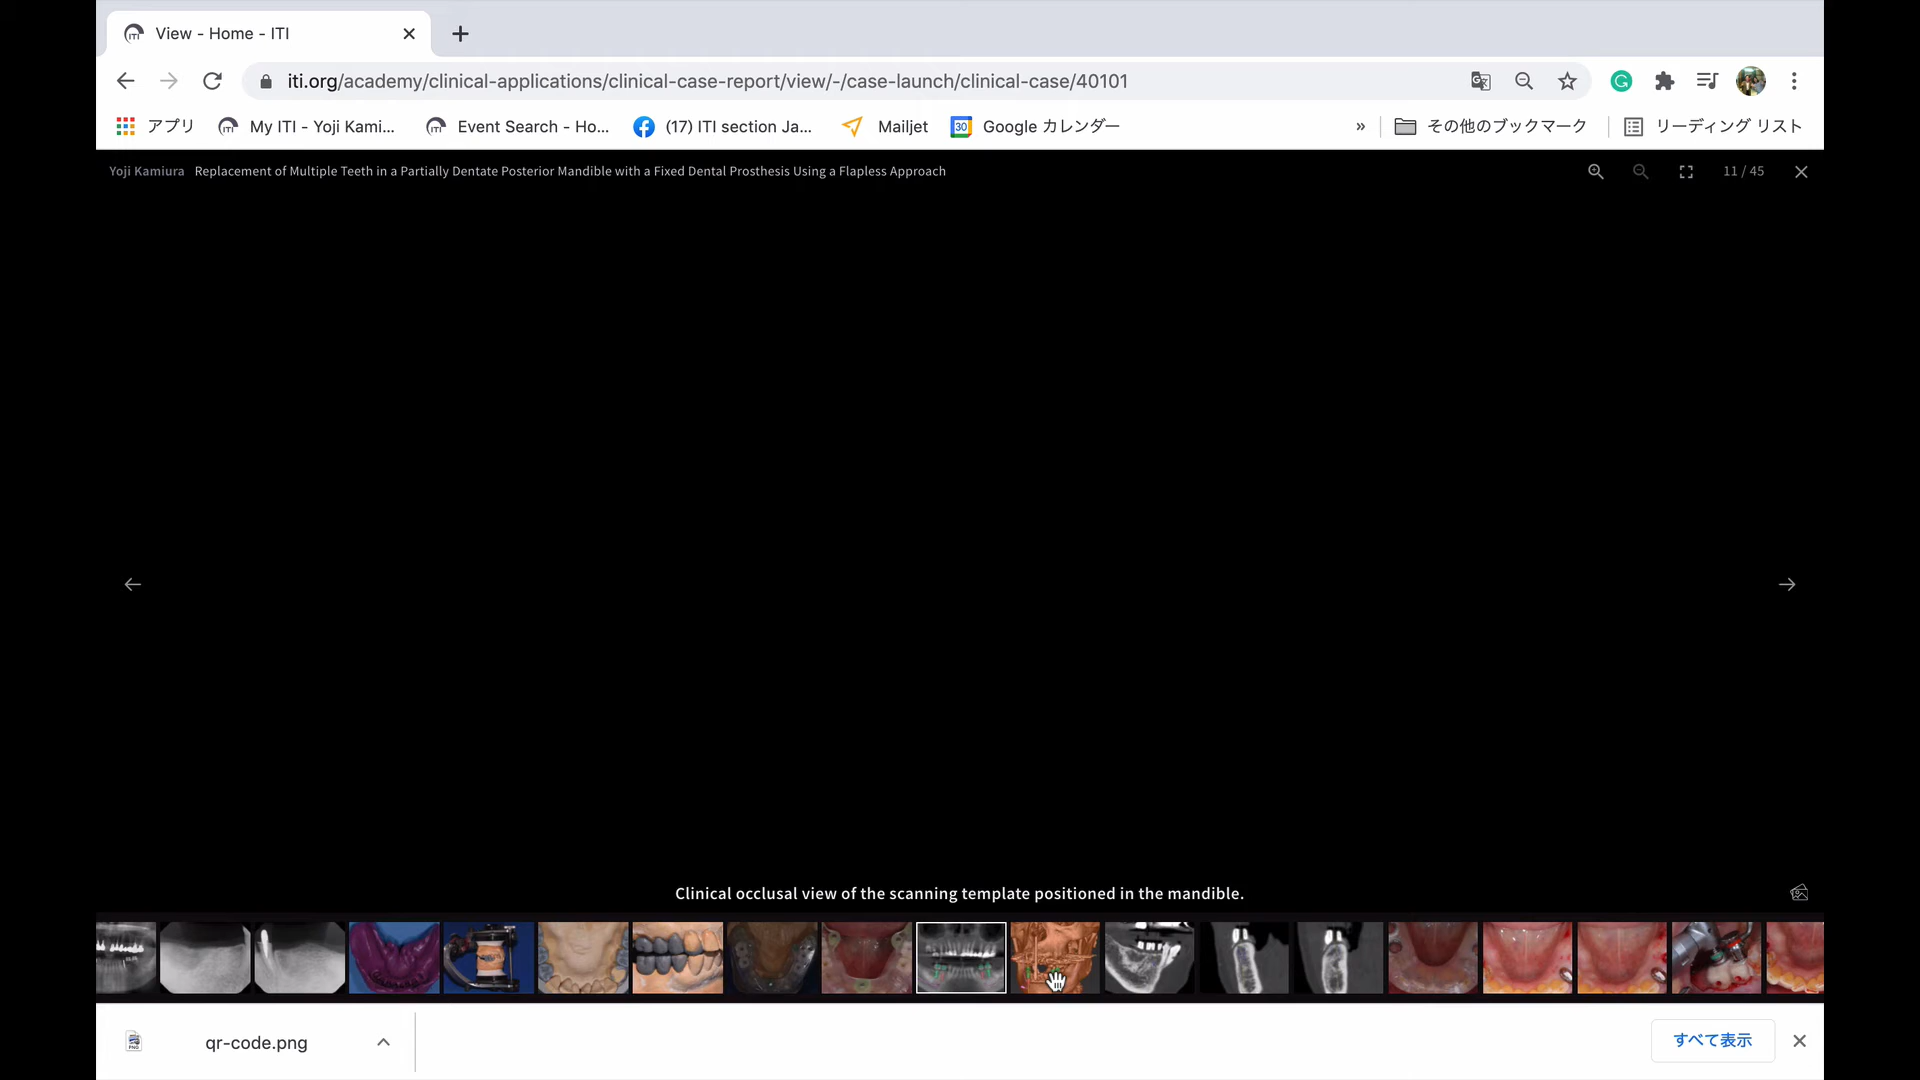 View - Home - ITI
iti.org/academy/clinical-applications/clinical-case-report/view/-/case-launch/clinical-case/40101
アプリ
My ITI - Yoji Kami...
Event Search - Ho...
(17) ITI section Ja...
Mailjet
30
Google カレンダー
»
その他のブックマーク
リーディング リスト
Yoji Kamiura Replacement of Multiple Teeth in a Partially Dentate Posterior Mandible with a Fixed Dental Prosthesis Using a Flapless Approach
11 / 45
Clinical occlusal view of the scanning template positioned in the mandible.
qr-code.png
すべて表示